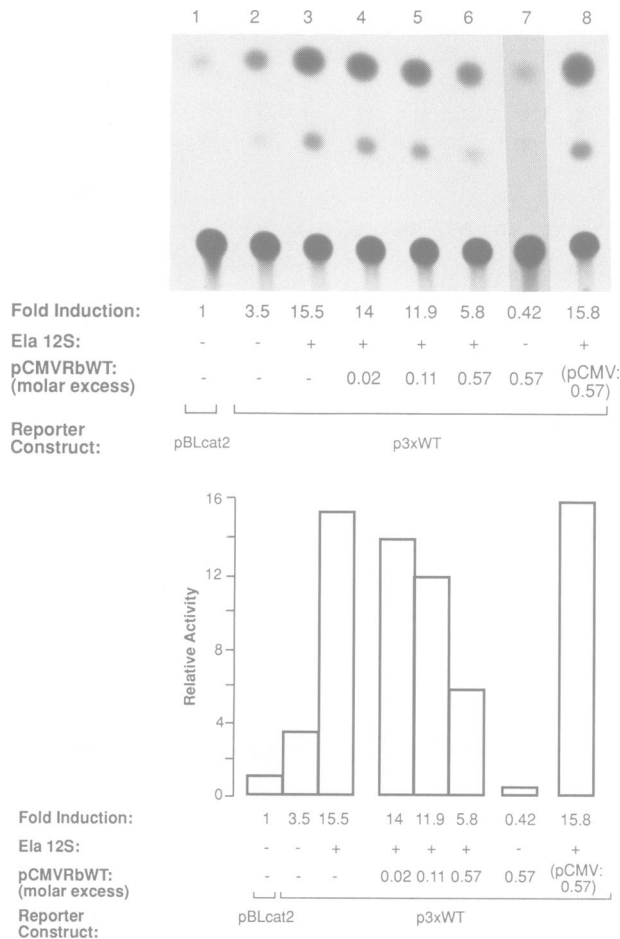 1 2 3 4 5 6 7 8
Fold Induction: 1 3.5 15.5 14 11.9 5.8 0.42 15.8
Ela 12S: - - + + + + - +
pCMVRbWT: - - - 0.02 0.11 0.57 0.57 (pCMV:
(molar excess) 0.57)
Reporter
Construct: pBLcat2 p3xWT
16
12
8
4
0
Relative Activity
Fold Induction: 1 3.5 15.5 14 11.9 5.8 0.42 15.8
Ela 12S: - - + + + + - +
pCMVRbWT: - - - 0.02 0.11 0.57 0.57 (pCMV:
(molar excess) 0.57)
Reporter pBLcat2 p3xWT
Construct: